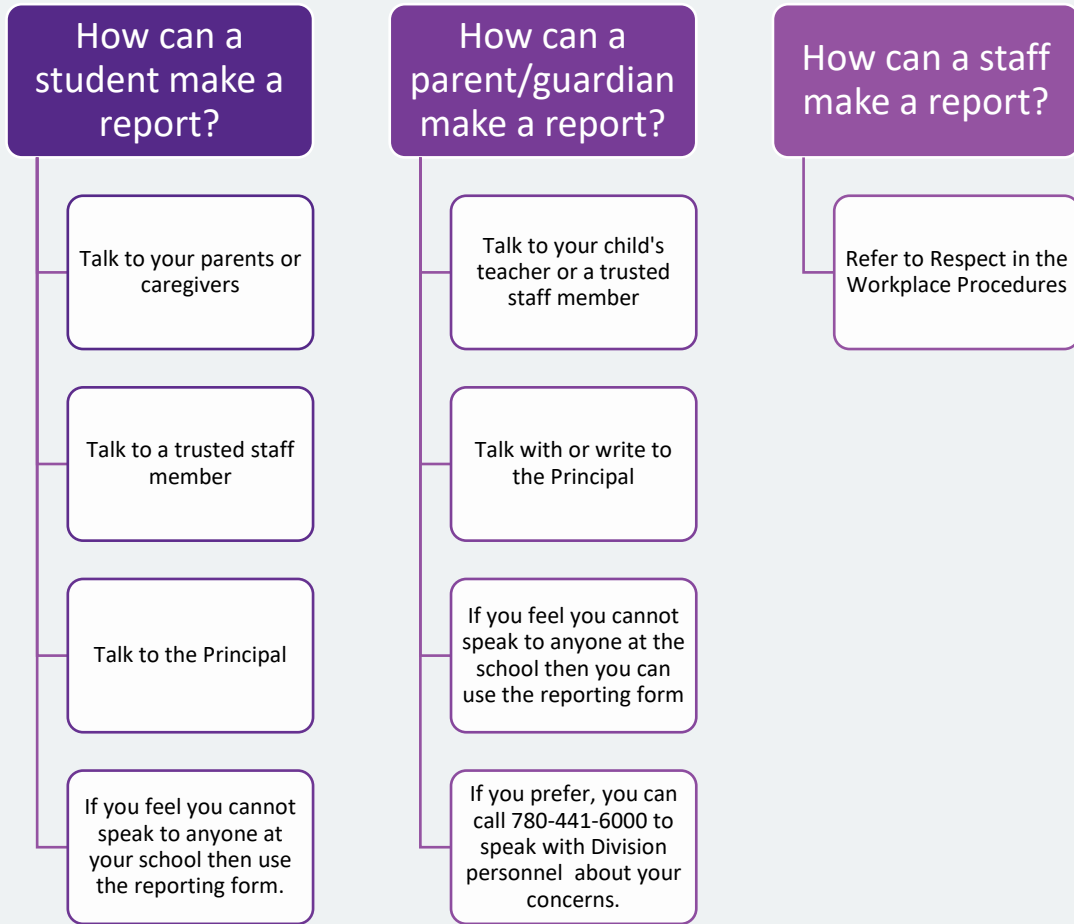 How can a
student make a
report?
Talk to your parents or
caregivers
Talk to a trusted staff
member
Talk to the Principal
If you feel you cannot
speak to anyone at
your school then use
the reporting form.
How can a
parent/guardian
make a report?
Talk to your child's
teacher or a trusted
staff member
Talk with or write to
the Principal
If you feel you cannot
speak to anyone at the
school then you can
use the reporting form
If you prefer, you can
call 780-441-6000 to
speak with Division
personnel about your
concerns.
How can a staff
make a report?
Refer to Respect in the
Workplace Procedures